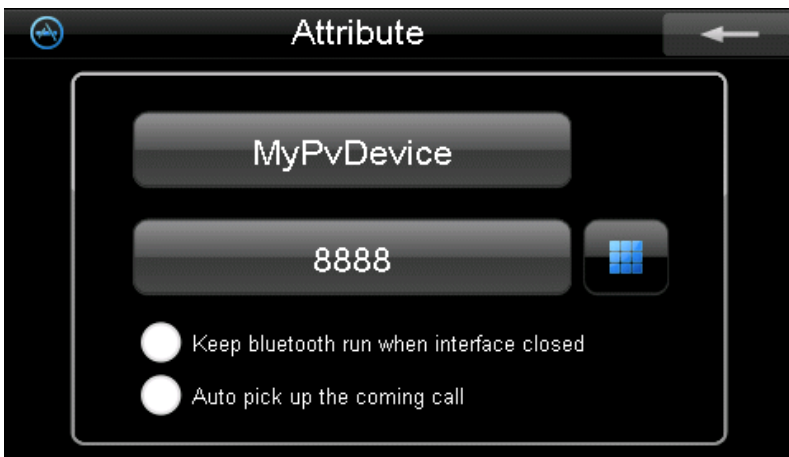 Attribute
MyPvDevice
8888
Keep bluetooth run when interface closed
Auto pick up the coming call